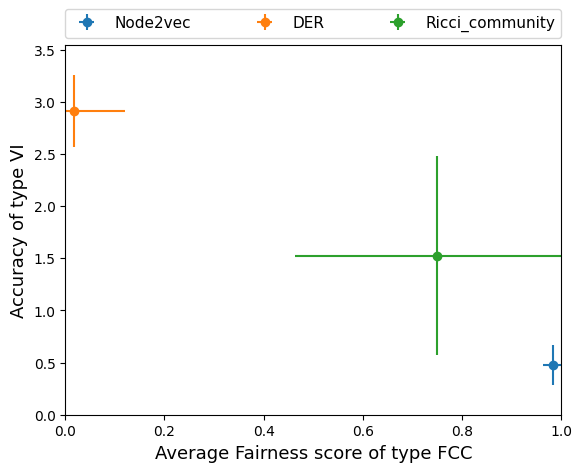 Node2vec DER Ricci_community
3.5
3.0
2.5
2.0
1.5
1.0
0.5
0.0
Accuracy of type VI
0.0 0.2 0.4 0.6 0.8 1.0
Average Fairness score of type FCC